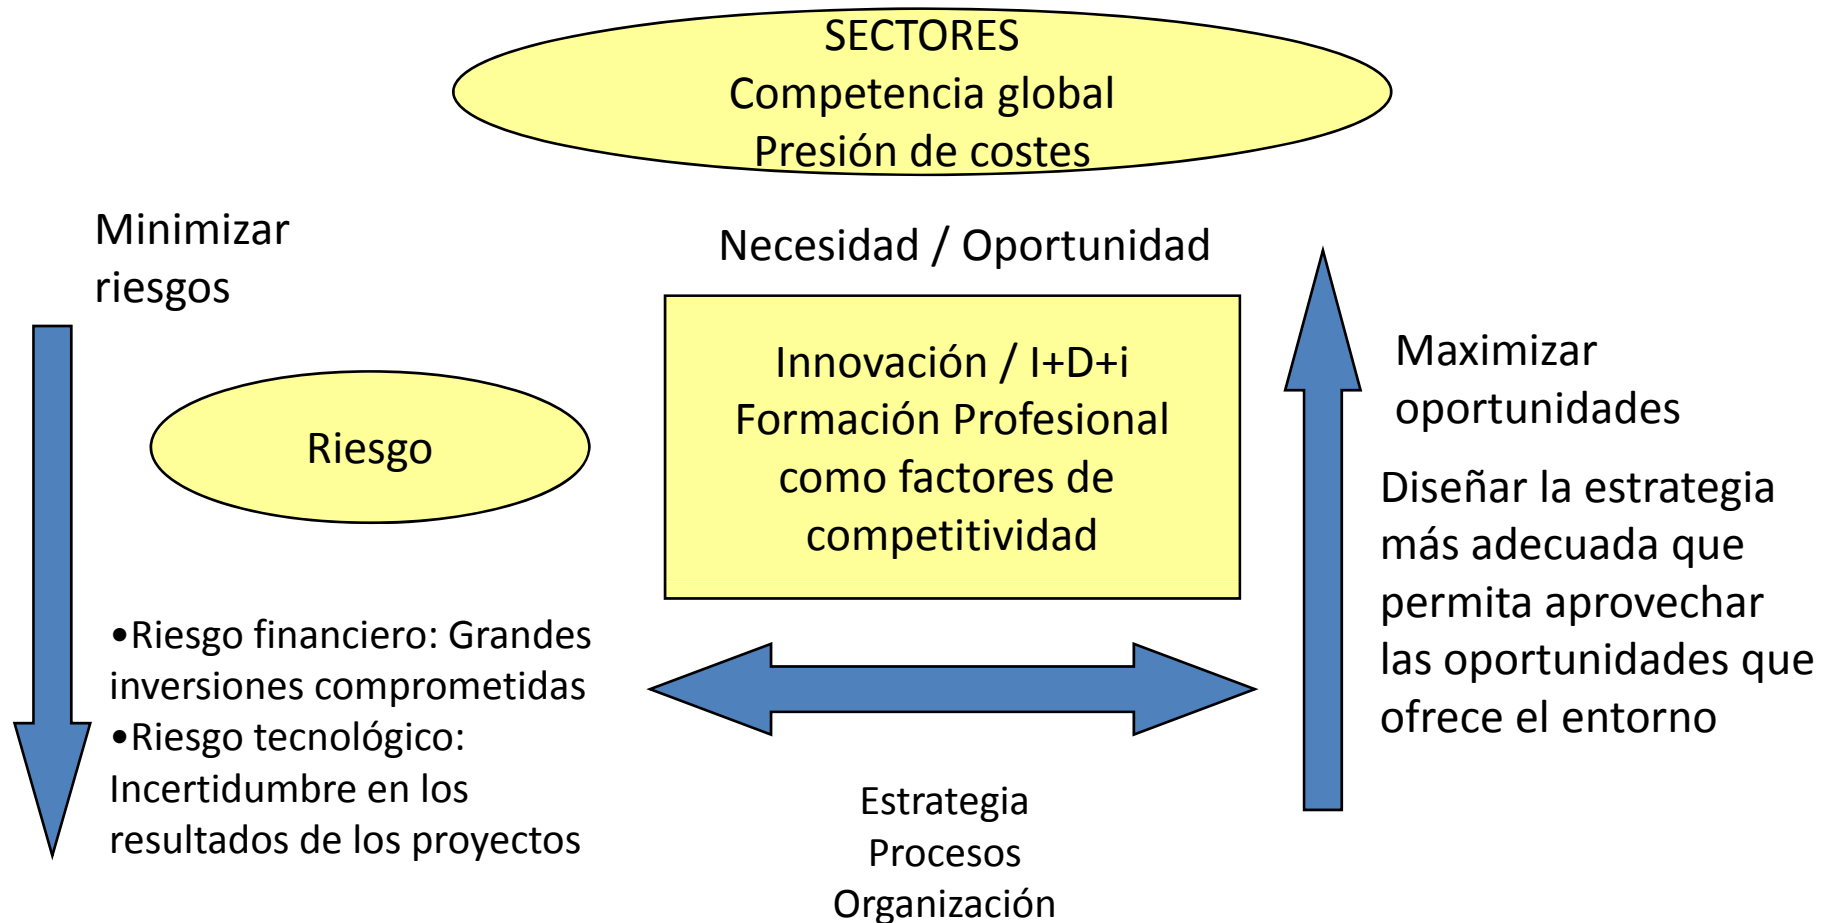 SECTORES
Competencia global
Presión de costes
Minimizar
riesgos
Necesidad / Oportunidad
Innovación / I+D+i
Formación Profesional
como factores de
competitividad
Riesgo
Maximizar
oportunidades
Diseñar la estrategia
más adecuada que
permita aprovechar
las oportunidades que
ofrece el entorno
•Riesgo financiero: Grandes
inversiones comprometidas
•Riesgo tecnológico:
Incertidumbre en los
resultados de los proyectos
Estrategia
Procesos
Organización